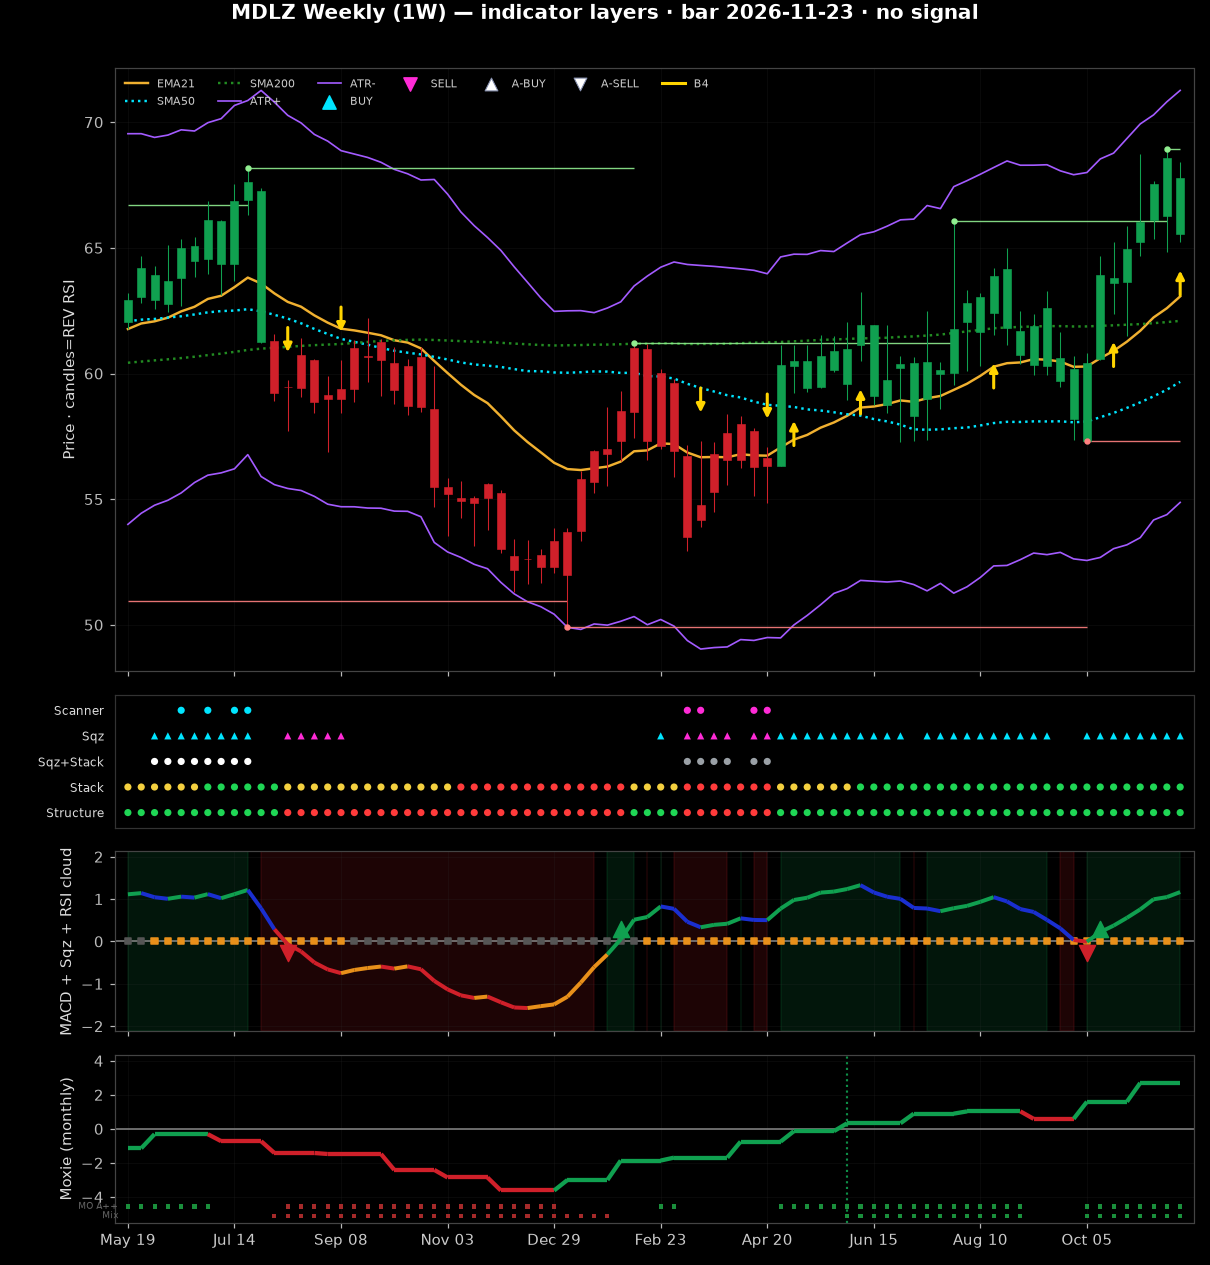 MDLZ Weekly (1W) — indicator layers · bar 2026-11-23 · no signal
EMA21 SMA200 ATR- SELL A-BUY A-SELL B4
SMA50 ATR+ BUY
70
65
60
55
50
Price · candles=REV RSI
Scanner
Sqz
Sqz+Stack
Stack
Structure
2
1
0
−1
−2
MACD + Sqz + RSI cloud
4
2
0
−2
−4
Moxie (monthly)
MO A++
Mix
May 19 Jul 14 Sep 08 Nov 03 Dec 29 Feb 23 Apr 20 Jun 15 Aug 10 Oct 05